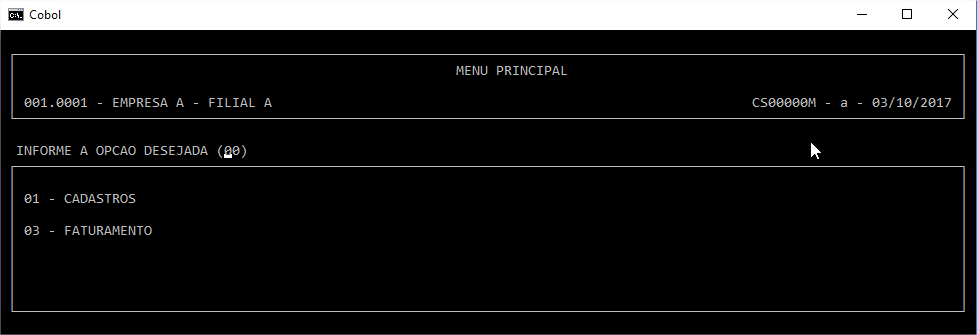 Cobol
MENU PRINCIPAL
001.0001 - EMPRESA A - FILIAL A CS00000M - a - 03/10/2017
INFORME A OPCAO DESEJADA (00)
01 - CADASTROS
03 - FATURAMENTO